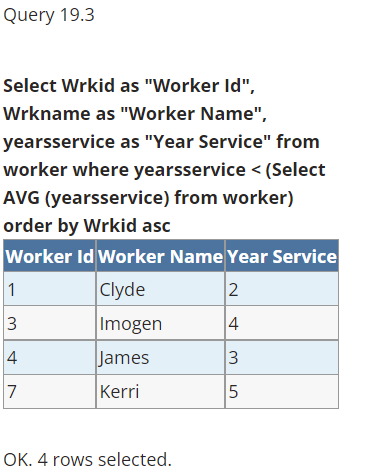 Query 19.3
Select Wrkid as "Worker Id",
Wrkname as "Worker Name",
yearsservice as "Year Service" from
worker where yearsservice < (Select
AVG (yearsservice) from worker)
order by Wrkid asc
Worker Id Worker Name Year Service
1 Clyde 2
3 Imogen 4
4 James 3
7 Kerri 5
OK. 4 rows selected.